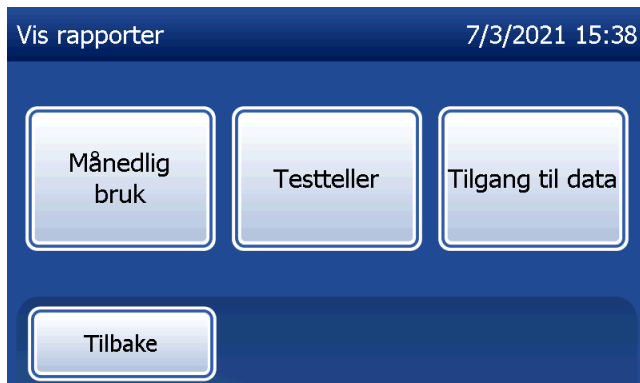 Vis rapporter 7/3/2021 15:38
Månedlig
bruk
Testteller
Tilgang til data
Tilbake